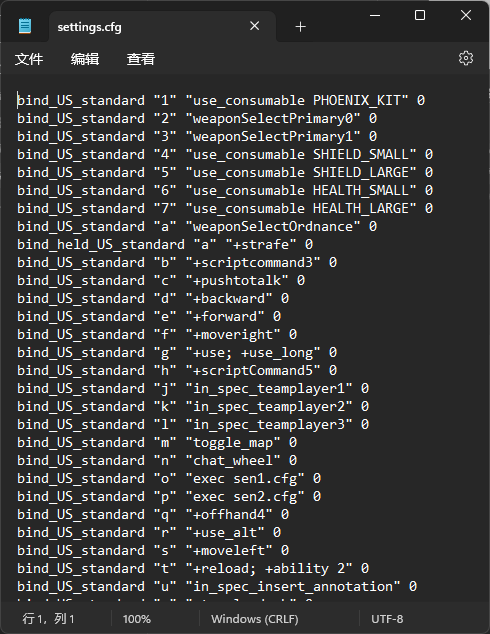 settings.cfg
文件 编辑 查看
bind_US_standard "1" "use_consumable PHOENIX_KIT" 0
bind_US_standard "2" "weaponSelectPrimary0" 0
bind_US_standard "3" "weaponSelectPrimary1" 0
bind_US_standard "4" "use_consumable SHIELD_SMALL" 0
bind_US_standard "5" "use_consumable SHIELD_LARGE" 0
bind_US_standard "6" "use_consumable HEALTH_SMALL" 0
bind_US_standard "7" "use_consumable HEALTH_LARGE" 0
bind_US_standard "a" "weaponSelectOrdnance" 0
bind_held_US_standard "a" "+strafe" 0
bind_US_standard "b" "+scriptcommand3" 0
bind_US_standard "c" "+pushtotalk" 0
bind_US_standard "d" "+backward" 0
bind_US_standard "e" "+forward" 0
bind_US_standard "f" "+moveright" 0
bind_US_standard "g" "+use; +use_long" 0
bind_US_standard "h" "+scriptCommand5" 0
bind_US_standard "j" "in_spec_teamplayer1" 0
bind_US_standard "k" "in_spec_teamplayer2" 0
bind_US_standard "l" "in_spec_teamplayer3" 0
bind_US_standard "m" "toggle_map" 0
bind_US_standard "n" "chat_wheel" 0
bind_US_standard "o" "exec sen1.cfg" 0
bind_US_standard "p" "exec sen2.cfg" 0
bind_US_standard "q" "+offhand4" 0
bind_US_standard "r" "+use_alt" 0
bind_US_standard "s" "+moveleft" 0
bind_US_standard "t" "+reload; +ability 2" 0
bind_US_standard "u" "in_spec_insert_annotation" 0
行 1，列 1 100% Windows (CRLF) UTF-8